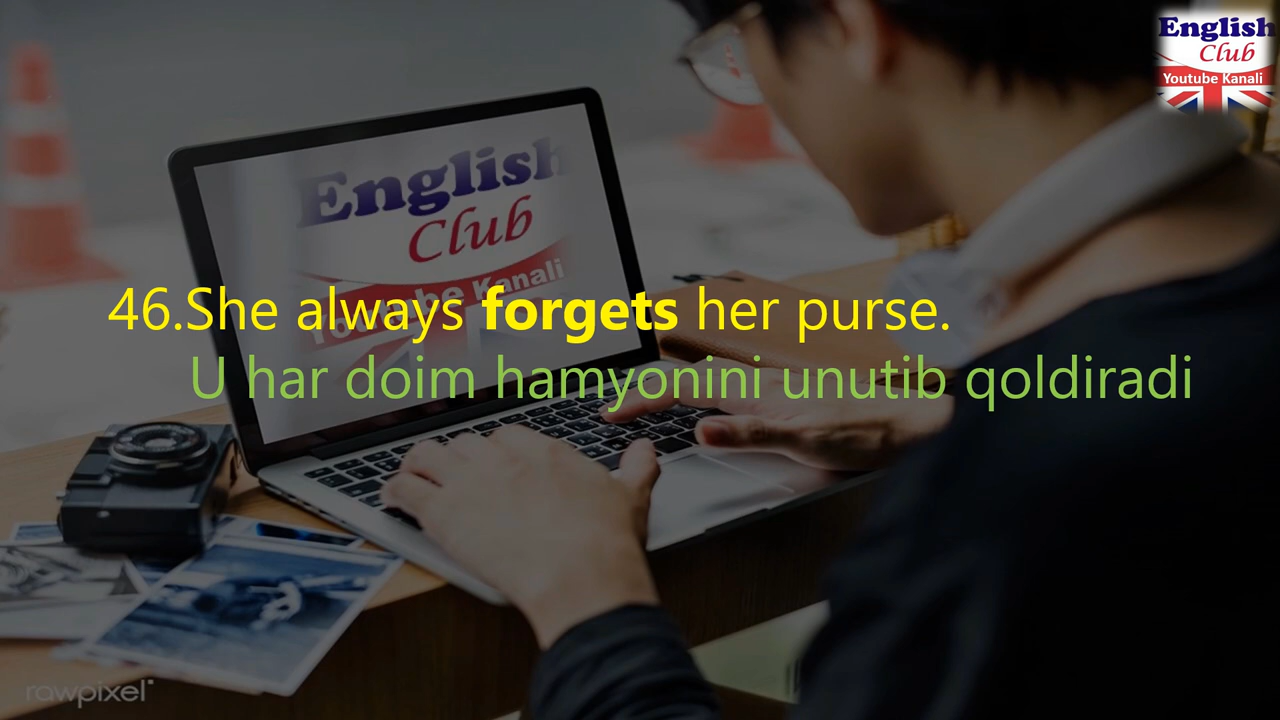 English
Club
Youtube Kanali
English
Club
Youtube Kanali
46.She always forgets her purse.
U har doim hamyonini unutib qoldiradi
rawpixel